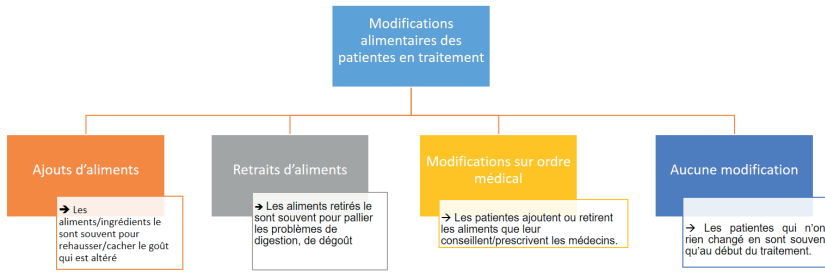 Modifications
alimentaires des
patientes en traitement
Ajouts d'aliments
Retraits d'aliments
Modifications sur ordre
médical
Aucune modification
→ Les
aliments/ingrédients le
sont souvent pour
rehausser/cacher le goût
qui est altéré
→ Les aliments retirés le
sont souvent pour pallier
les problèmes de
digestion, de dégoût
→ Les patientes ajoutent ou retirent
les aliments que leur
conseillent/prescrivent les médecins.
→ Les patientes qui n'on
rien changé en sont souven
qu'au début du traitement.